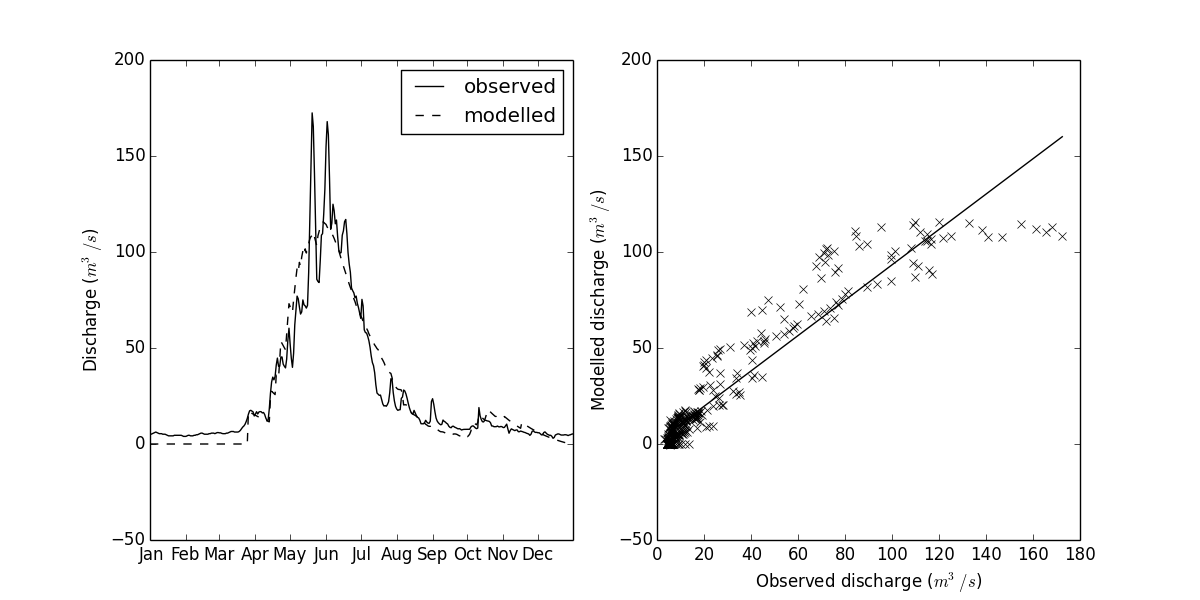 200
150
100
50
0
−50
Discharge (m³/s)
observed
modelled
Jan Feb Mar Apr May Jun Jul Aug Sep Oct Nov Dec
200
150
100
50
0
−50
Modelled discharge (m³/s)
0 20 40 60 80 100 120 140 160 180
Observed discharge (m³/s)